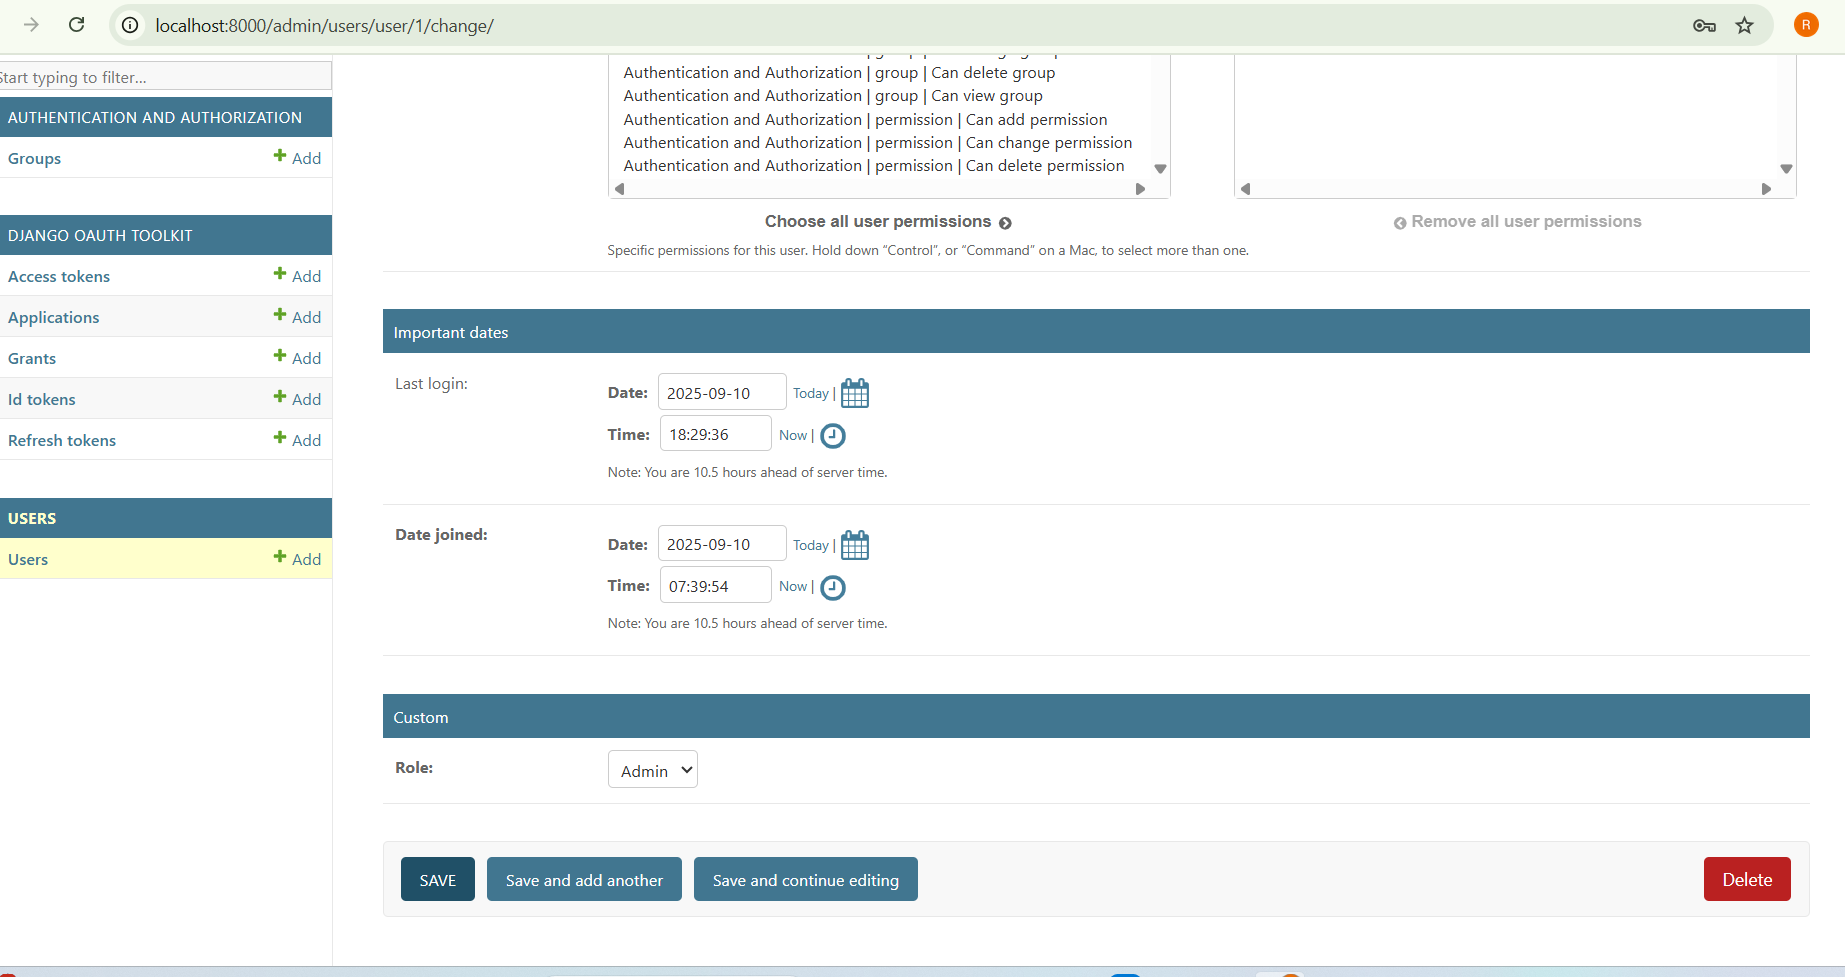 localhost:8000/admin/users/user/1/change/
R
Start typing to filter...
AUTHENTICATION AND AUTHORIZATION
Groups Add
DJANGO OAUTH TOOLKIT
Access tokens Add
Applications Add
Grants Add
Id tokens Add
Refresh tokens Add
USERS
Users Add
Authentication and Authorization | group | Can delete group
Authentication and Authorization | group | Can view group
Authentication and Authorization | permission | Can add permission
Authentication and Authorization | permission | Can change permission
Authentication and Authorization | permission | Can delete permission
Choose all user permissions
Remove all user permissions
Specific permissions for this user. Hold down “Control”, or “Command” on a Mac, to select more than one.
Important dates
Last login:
Date: 2025-09-10 Today |
Time: 18:29:36 Now |
Note: You are 10.5 hours ahead of server time.
Date joined:
Date: 2025-09-10 Today |
Time: 07:39:54 Now |
Note: You are 10.5 hours ahead of server time.
Custom
Role: Admin
SAVE
Save and add another
Save and continue editing
Delete